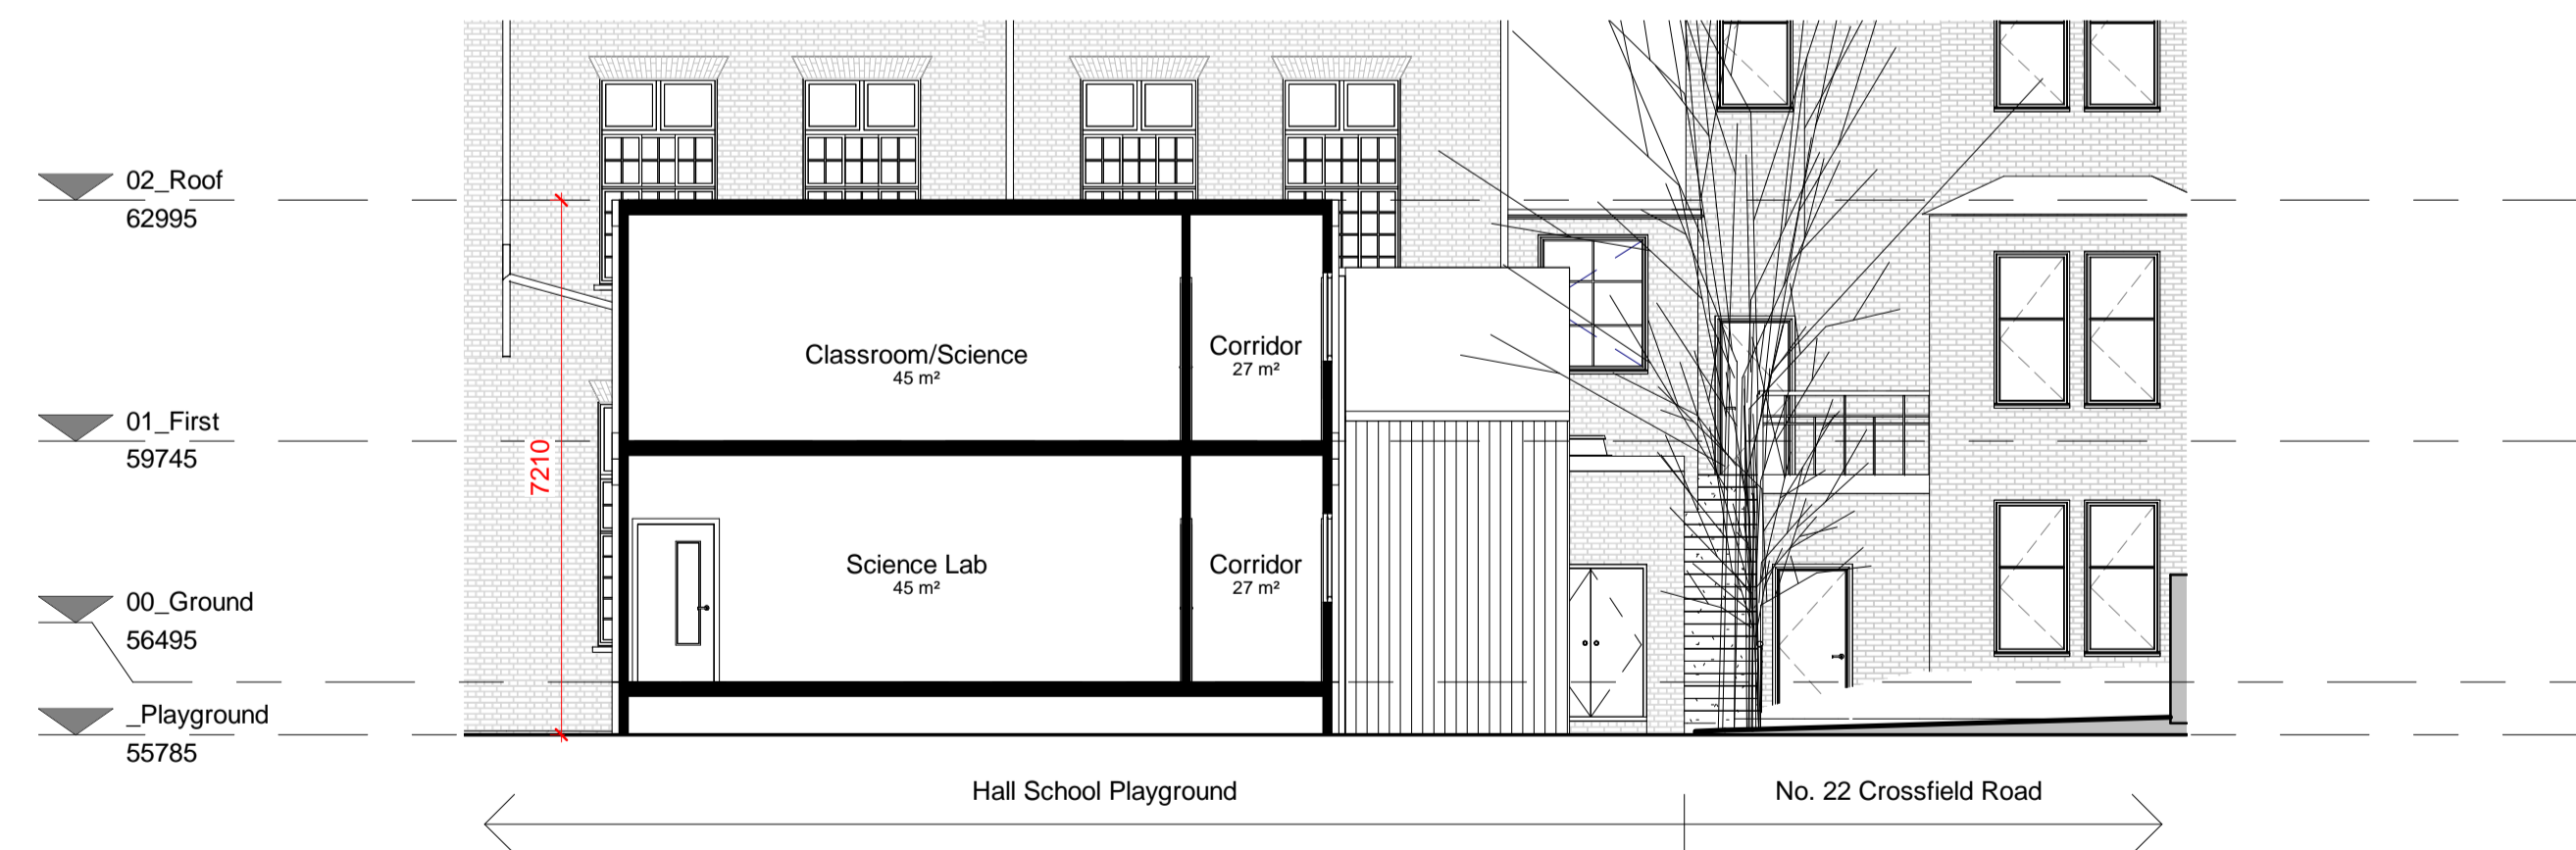 02_Roof
62995
01_First
59745
00_Ground
56495
_Playground
55785
7210
Classroom/Science
45 m²
Corridor
27 m²
Science Lab
45 m²
Corridor
27 m²
Hall School Playground
No. 22 Crossfield Road